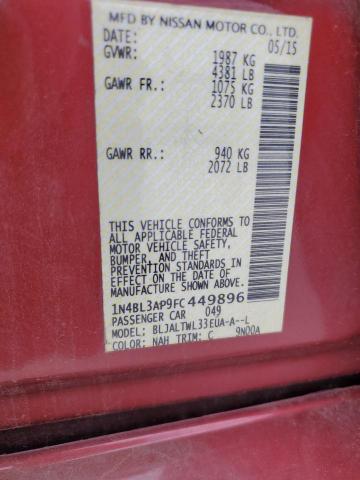 MFD BY NISSAN MOTOR CO., LTD.
DATE: 05/15
GVWR: 1987 KG
4381 LB
GAWR FR: 1075 KG
2370 LB
GAWR RR: 940 KG
2072 LB
THIS VEHICLE CONFORMS TO
ALL APPLICABLE FEDERAL
MOTOR VEHICLE SAFETY,
BUMPER, AND THEFT
PREVENTION STANDARDS
IN EFFECT ON THE DATE OF
MANUFACTURE SHOWN ABOVE.
1N4BL3AP9FC449896
PASSENGER CAR 049
MODEL: BLJALTWL33EUA-A--L
COLOR: NAH TRIM: C 9N00A